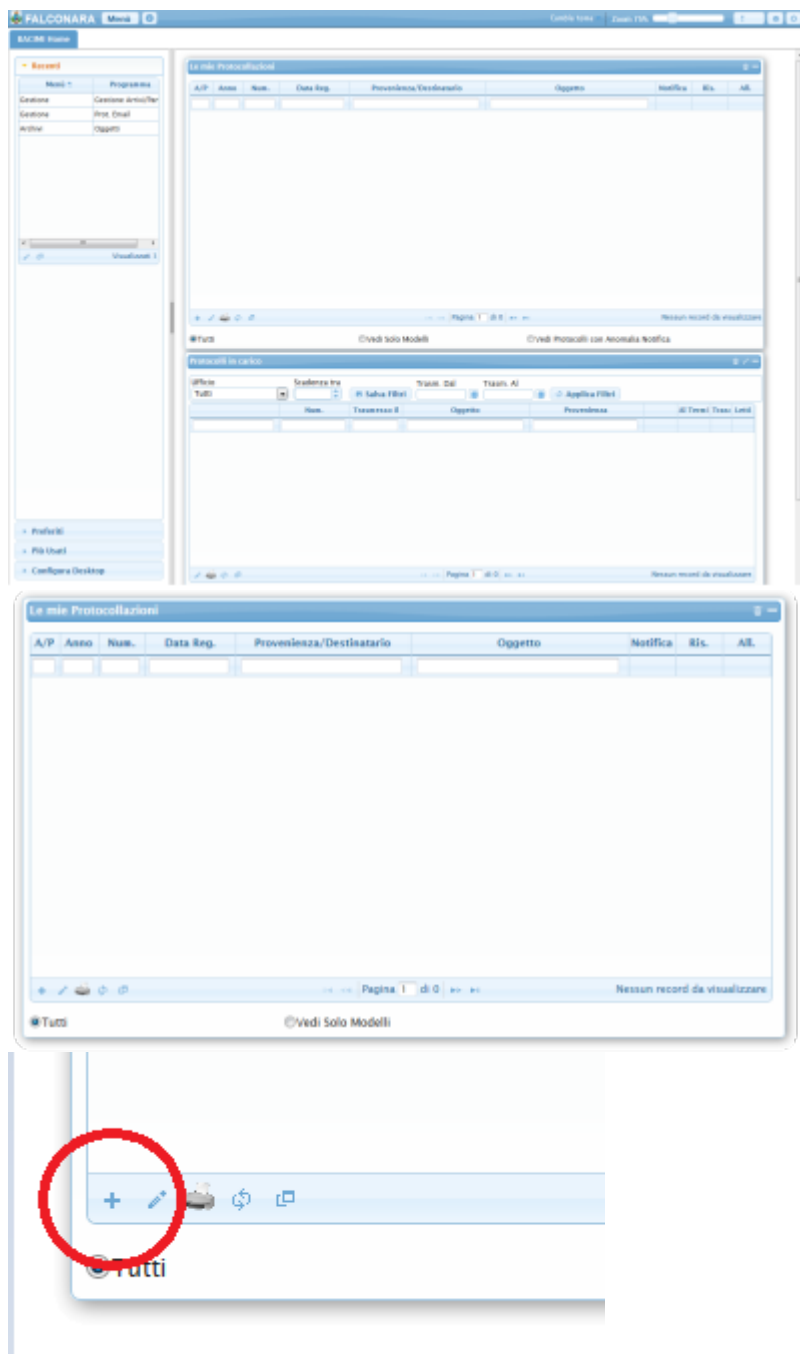 FALCONARA Menù
Cambia tema Zoom 75%
Home
Recenti
Menù Programma
Gestione
Gestione Prot. Email
Archivi Oggetti
Visualizzati 3
Preferiti
Più Usati
Configura Desktop
Le mie Protocollazioni
A/P Anno Num. Data Reg. Provenienza/Destinatario Oggetto Notifica Ris. All.
Pagina 1 di 0 Nessun record da visualizzare
Tutti Vedi Solo Modelli Vedi Protocolli con Anomalia Notifica
Protocolli in carico
Ufficio Scadenza tra Trasm. Dal Trasm. Al
Tutti Salva Filtri Applica Filtri
Num. Oggetto Provenienza
Pagina 1 di 0 Nessun record da visualizzare
Le mie Protocollazioni
A/P Anno Num. Data Reg. Provenienza/Destinatario Oggetto Notifica Ris. All.
Pagina 1 di 0 Nessun record da visualizzare
Tutti Vedi Solo Modelli
Tutti